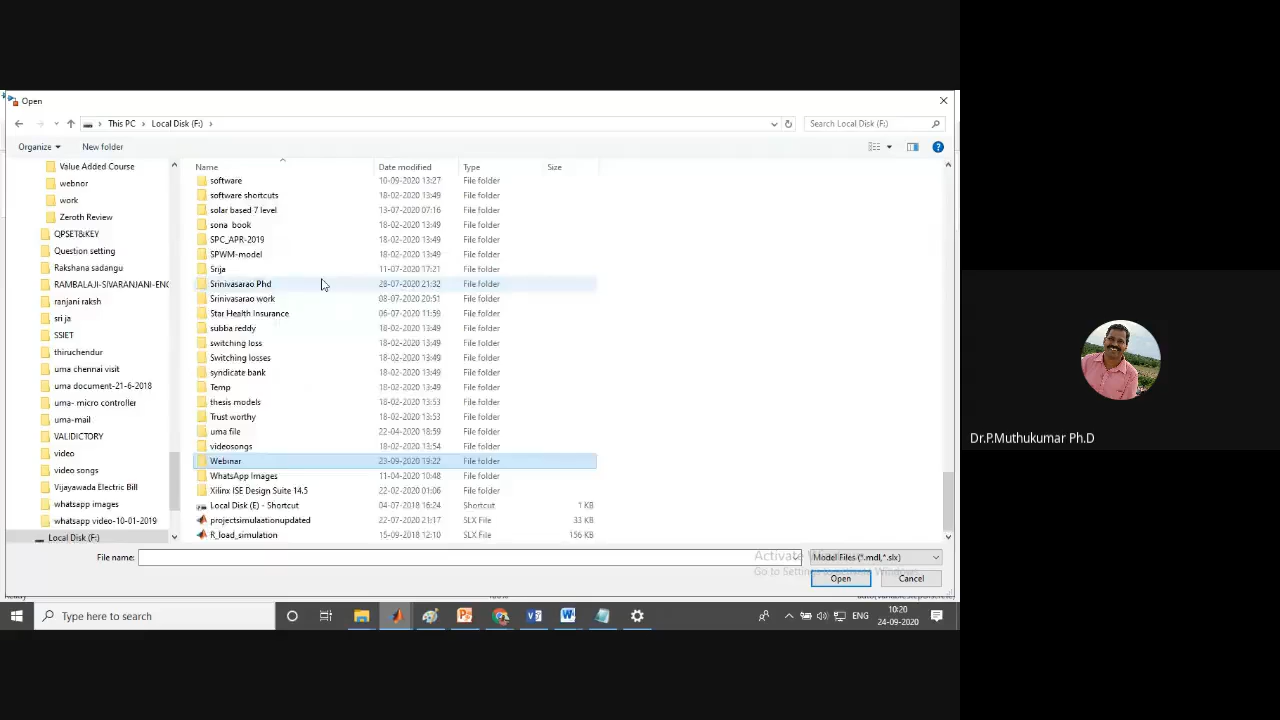 Open
This PC > Local Disk (F:) >
Search Local Disk (F:)
Organize
New folder
Value Added Course
webnor
work
Zeroth Review
QPSET&KEY
Question setting
Rakshana sadangu
RAMBALAJI-SIVARANJANI-ENG
ranjani raksh
sri ja
SSIET
thiruchendur
uma chennai visit
uma document-21-6-2018
uma- micro controller
uma-mail
VALIDICTORY
video
video songs
Vijayawada Electric Bill
whatsapp images
whatsapp video-10-01-2019
Local Disk (F:)
Name Date modified Type Size
software 10-09-2020 13:27 File folder
software shortcuts 18-02-2020 13:49 File folder
solar based 7 level 13-07-2020 07:16 File folder
sona book 18-02-2020 13:49 File folder
SPC_APR-2019 18-02-2020 13:49 File folder
SPWM-model 18-02-2020 13:49 File folder
Srija 11-07-2020 17:21 File folder
Srinivasarao Phd 28-07-2020 21:32 File folder
Srinivasarao work 08-07-2020 20:51 File folder
Star Health Insurance 06-07-2020 11:59 File folder
subba reddy 18-02-2020 13:49 File folder
switching loss 18-02-2020 13:49 File folder
Switching losses 18-02-2020 13:49 File folder
syndicate bank 18-02-2020 13:49 File folder
Temp 18-02-2020 13:49 File folder
thesis models 18-02-2020 13:53 File folder
Trust worthy 18-02-2020 13:53 File folder
uma file 22-04-2020 18:59 File folder
videosongs 18-02-2020 13:54 File folder
Webinar 23-09-2020 19:22 File folder
WhatsApp Images 11-04-2020 10:48 File folder
Xilinx ISE Design Suite 14.5 22-02-2020 01:06 File folder
Local Disk (E) - Shortcut 04-07-2018 16:24 Shortcut 1 KB
projectsimulaationupdated 22-07-2020 21:17 SLX File 33 KB
R_load_simulation 15-09-2018 12:10 SLX File 156 KB
File name:
Model Files (*.mdl,*.slx)
Activate
Go to Settings
Open
Cancel
Type here to search
ENG
10:20
24-09-2020
Dr.P.Muthukumar Ph.D